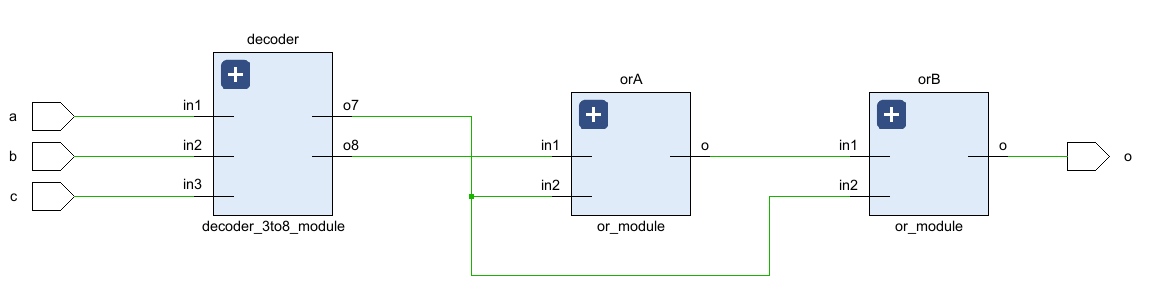 decoder
orA
orB
a
in1
o7
b
in2
o8
in1
o
in1
o
o
c
in3
in2
in2
decoder_3to8_module
or_module
or_module